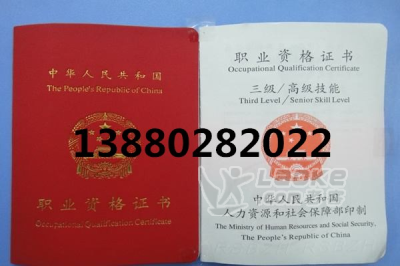 中华人民共和国
The People's Republic of China
职业资格证书
Occupational Qualification Certificate
职业资格证书
Occupational Qualification Certificate
三级/高级技能
Third Level/Senior Skill Level
中华人民共和国
人力资源和社会保障部印制
The Ministry of Human Resources and Social Security,
The People's Republic of China
13880282022